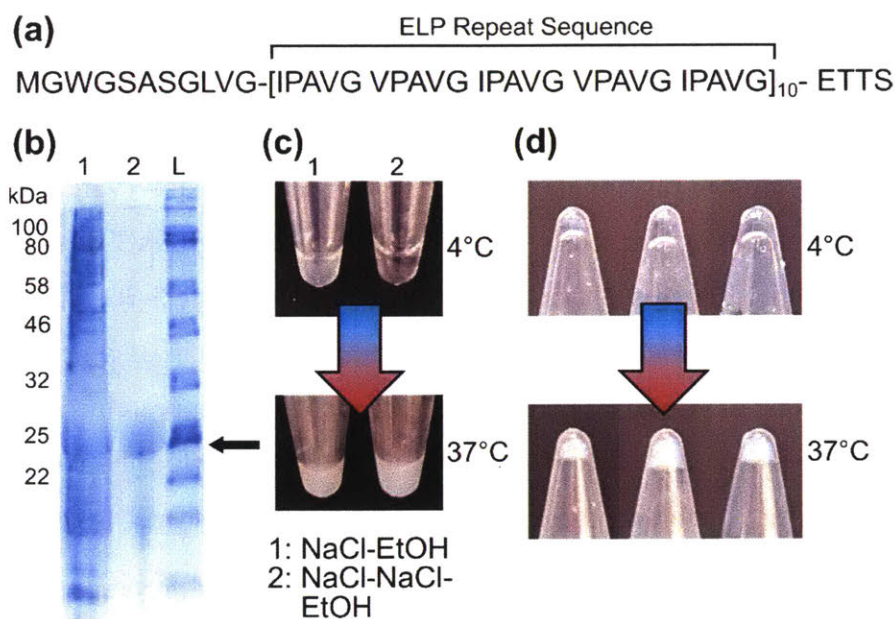 (a)
ELP Repeat Sequence
MGWGSASGLVG-[IPAVG VPAVG IPAVG VPAVG IPAVG]10- ETTS
(b)
1 2 L
kDa
100
80
58
46
32
25
22
(c)
1 2
4°C
37°C
1: NaCl-EtOH
2: NaCl-NaCl-
EtOH
(d)
4°C
37°C